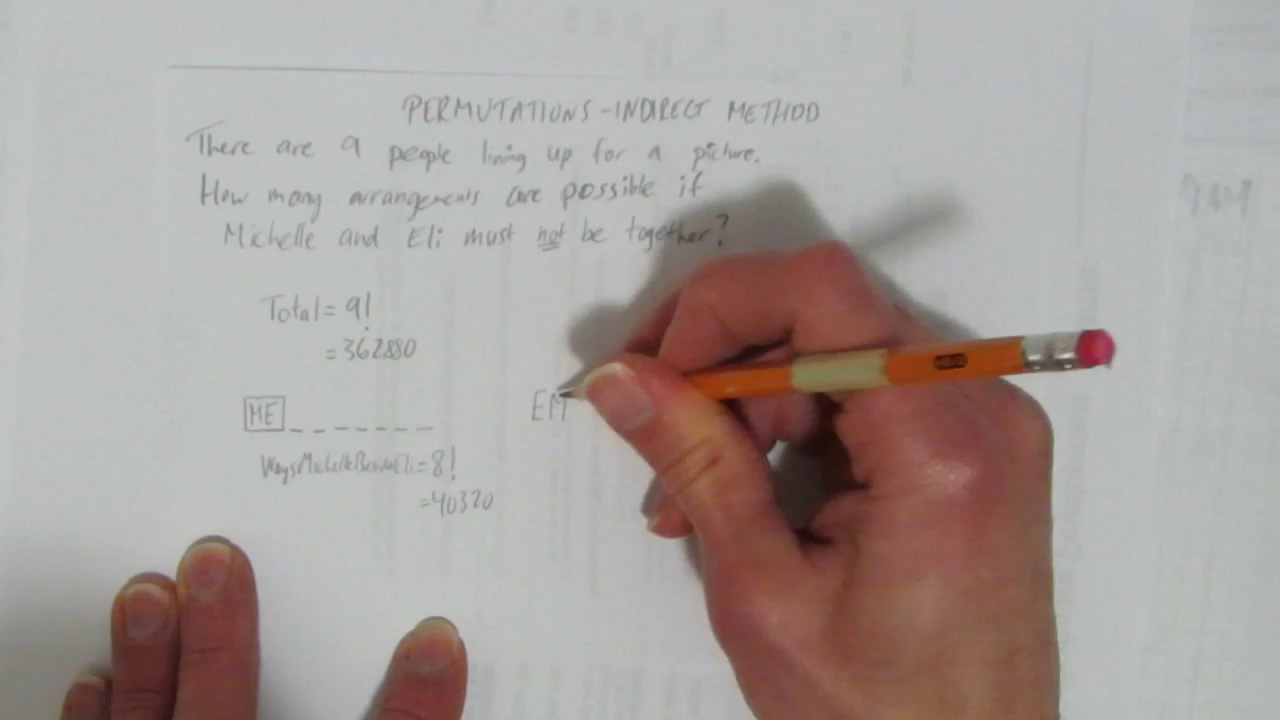 PERMUTATIONS - INDIRECT METHOD
There are 9 people lining up for a picture.
How many arrangements are possible if
Michelle and Eli must not be together?
Total = 9!
= 362880
ME _ _ _ _ _ _ _
EM
WaysMichelleBesideEli = 8!
= 40320